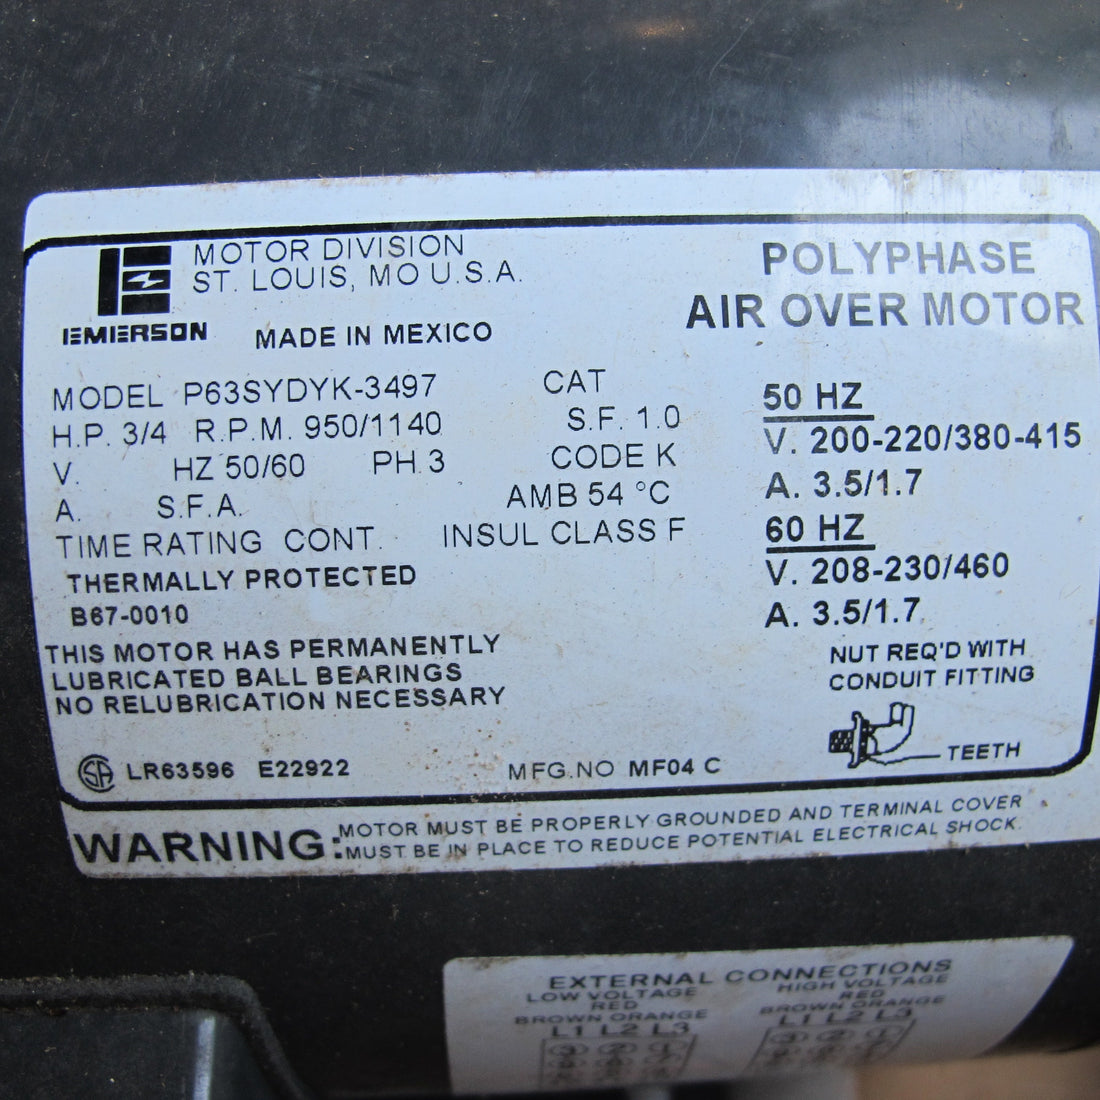 MOTOR DIVISION
ST. LOUIS, MO U.S.A.
EMERSON
MADE IN MEXICO
POLYPHASE
AIR OVER MOTOR
MODEL P63SYDYK-3497 CAT
H.P. 3/4 R.P.M. 950/1140 S.F. 1.0
V. HZ 50/60 PH 3 CODE K
A. S.F.A. AMB 54 °C
TIME RATING CONT. INSUL CLASS F
THERMALLY PROTECTED
B67-0010
THIS MOTOR HAS PERMANENTLY
LUBRICATED BALL BEARINGS
NO RELUBRICATION NECESSARY
50 HZ
V. 200-220/380-415
A. 3.5/1.7
60 HZ
V. 208-230/460
A. 3.5/1.7
NUT REQ'D WITH
CONDUIT FITTING
TEETH
SA LR63596 E22922 MFG.NO MF04 C
WARNING: MOTOR MUST BE PROPERLY GROUNDED AND TERMINAL COVER
MUST BE IN PLACE TO REDUCE POTENTIAL ELECTRICAL SHOCK.
EXTERNAL CONNECTIONS
LOW VOLTAGE HIGH VOLTAGE
RED RED
BROWN ORANGE BROWN ORANGE
L1 L2 L3 L1 L2 L3